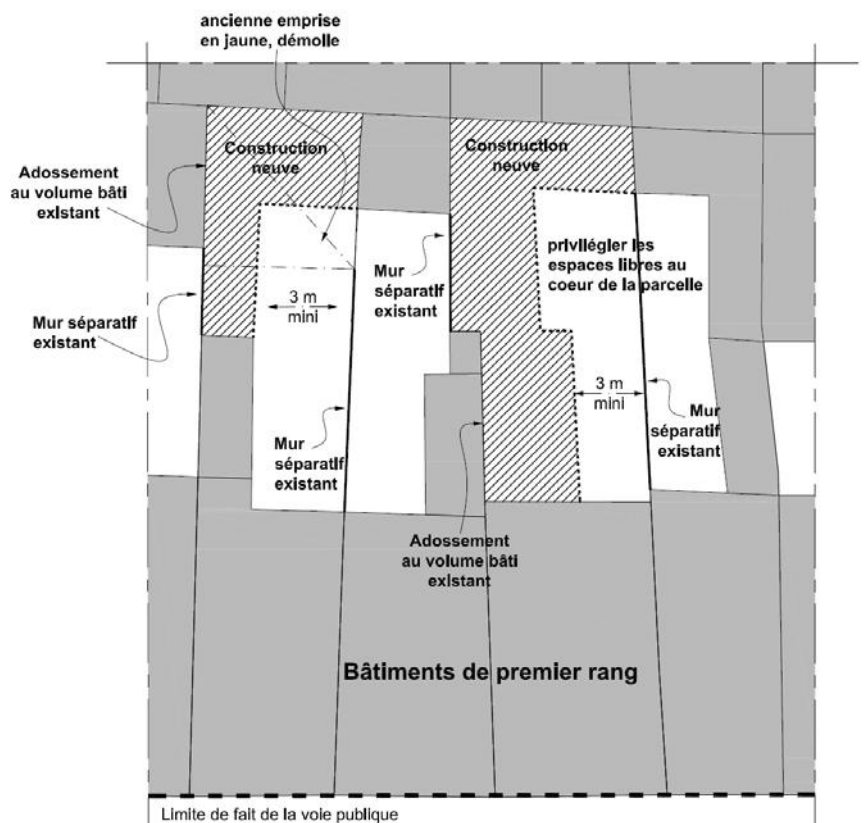 ancienne emprise
en jaune, démolle
Construction
neuve
Construction
neuve
Adossement
au volume bâti
existant
privilégier les
espaces libres au
coeur de la parcelle
Mur
séparatif
existant
3 m
mini
Mur séparatif
existant
3 m
mini
Mur
séparatif
existant
Mur
séparatif
existant
Adossement
au volume bâti
existant
Bâtiments de premier rang
Limite de fait de la voie publique